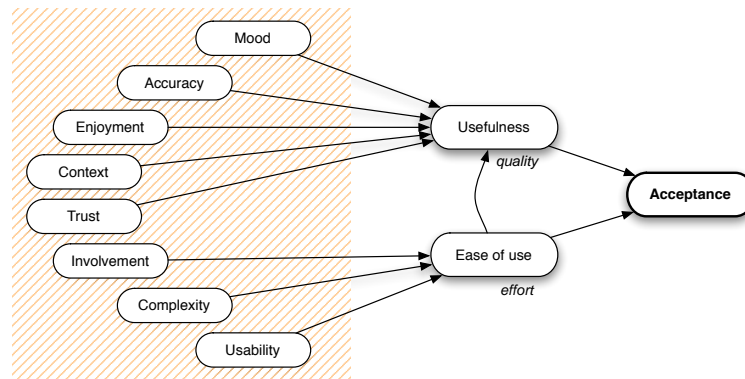 Mood
Accuracy
Enjoyment
Context
Trust
Involvement
Complexity
Usability
Usefulness
quality
Ease of use
effort
Acceptance